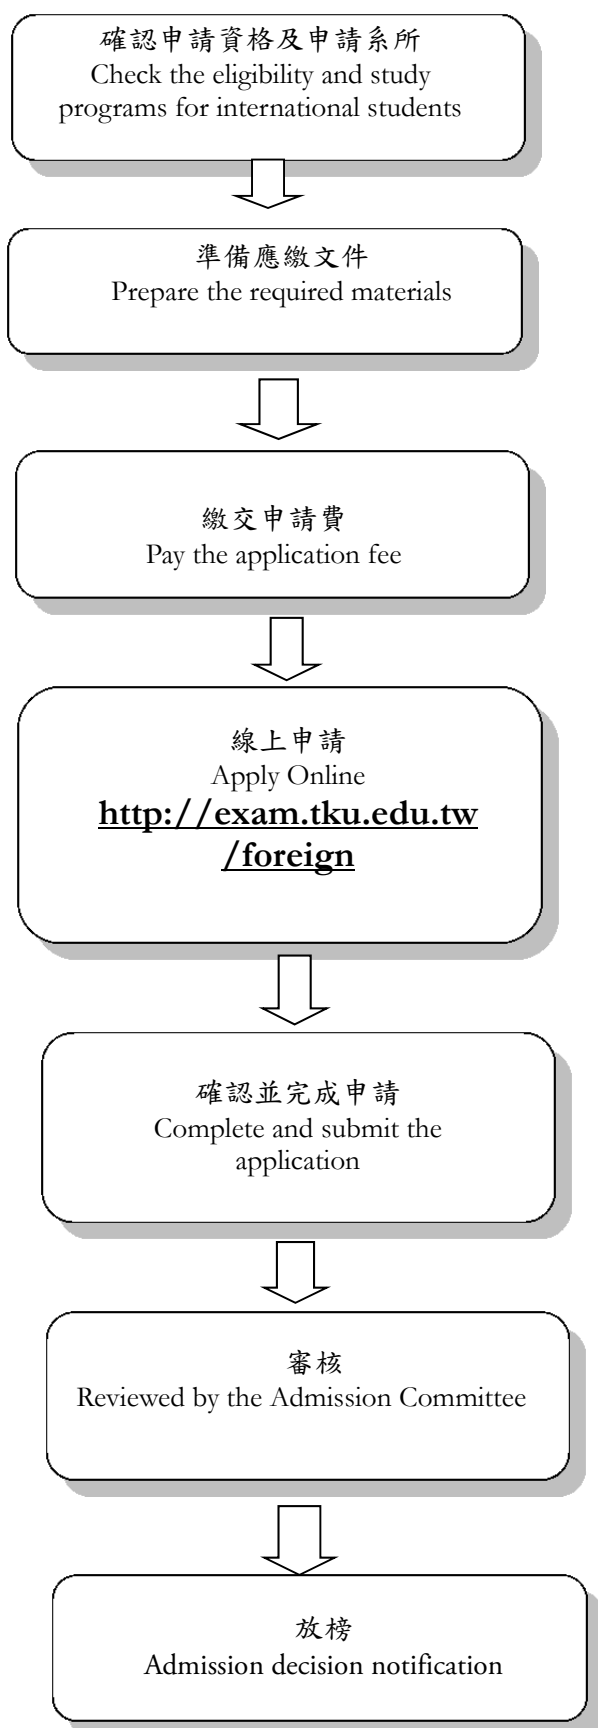 確認申請資格及申請系所
Check the eligibility and study
programs for international students
準備應繳文件
Prepare the required materials
繳交申請費
Pay the application fee
線上申請
Apply Online
http://exam.tku.edu.tw
/foreign
確認並完成申請
Complete and submit the
application
審核
Reviewed by the Admission Committee
放榜
Admission decision notification